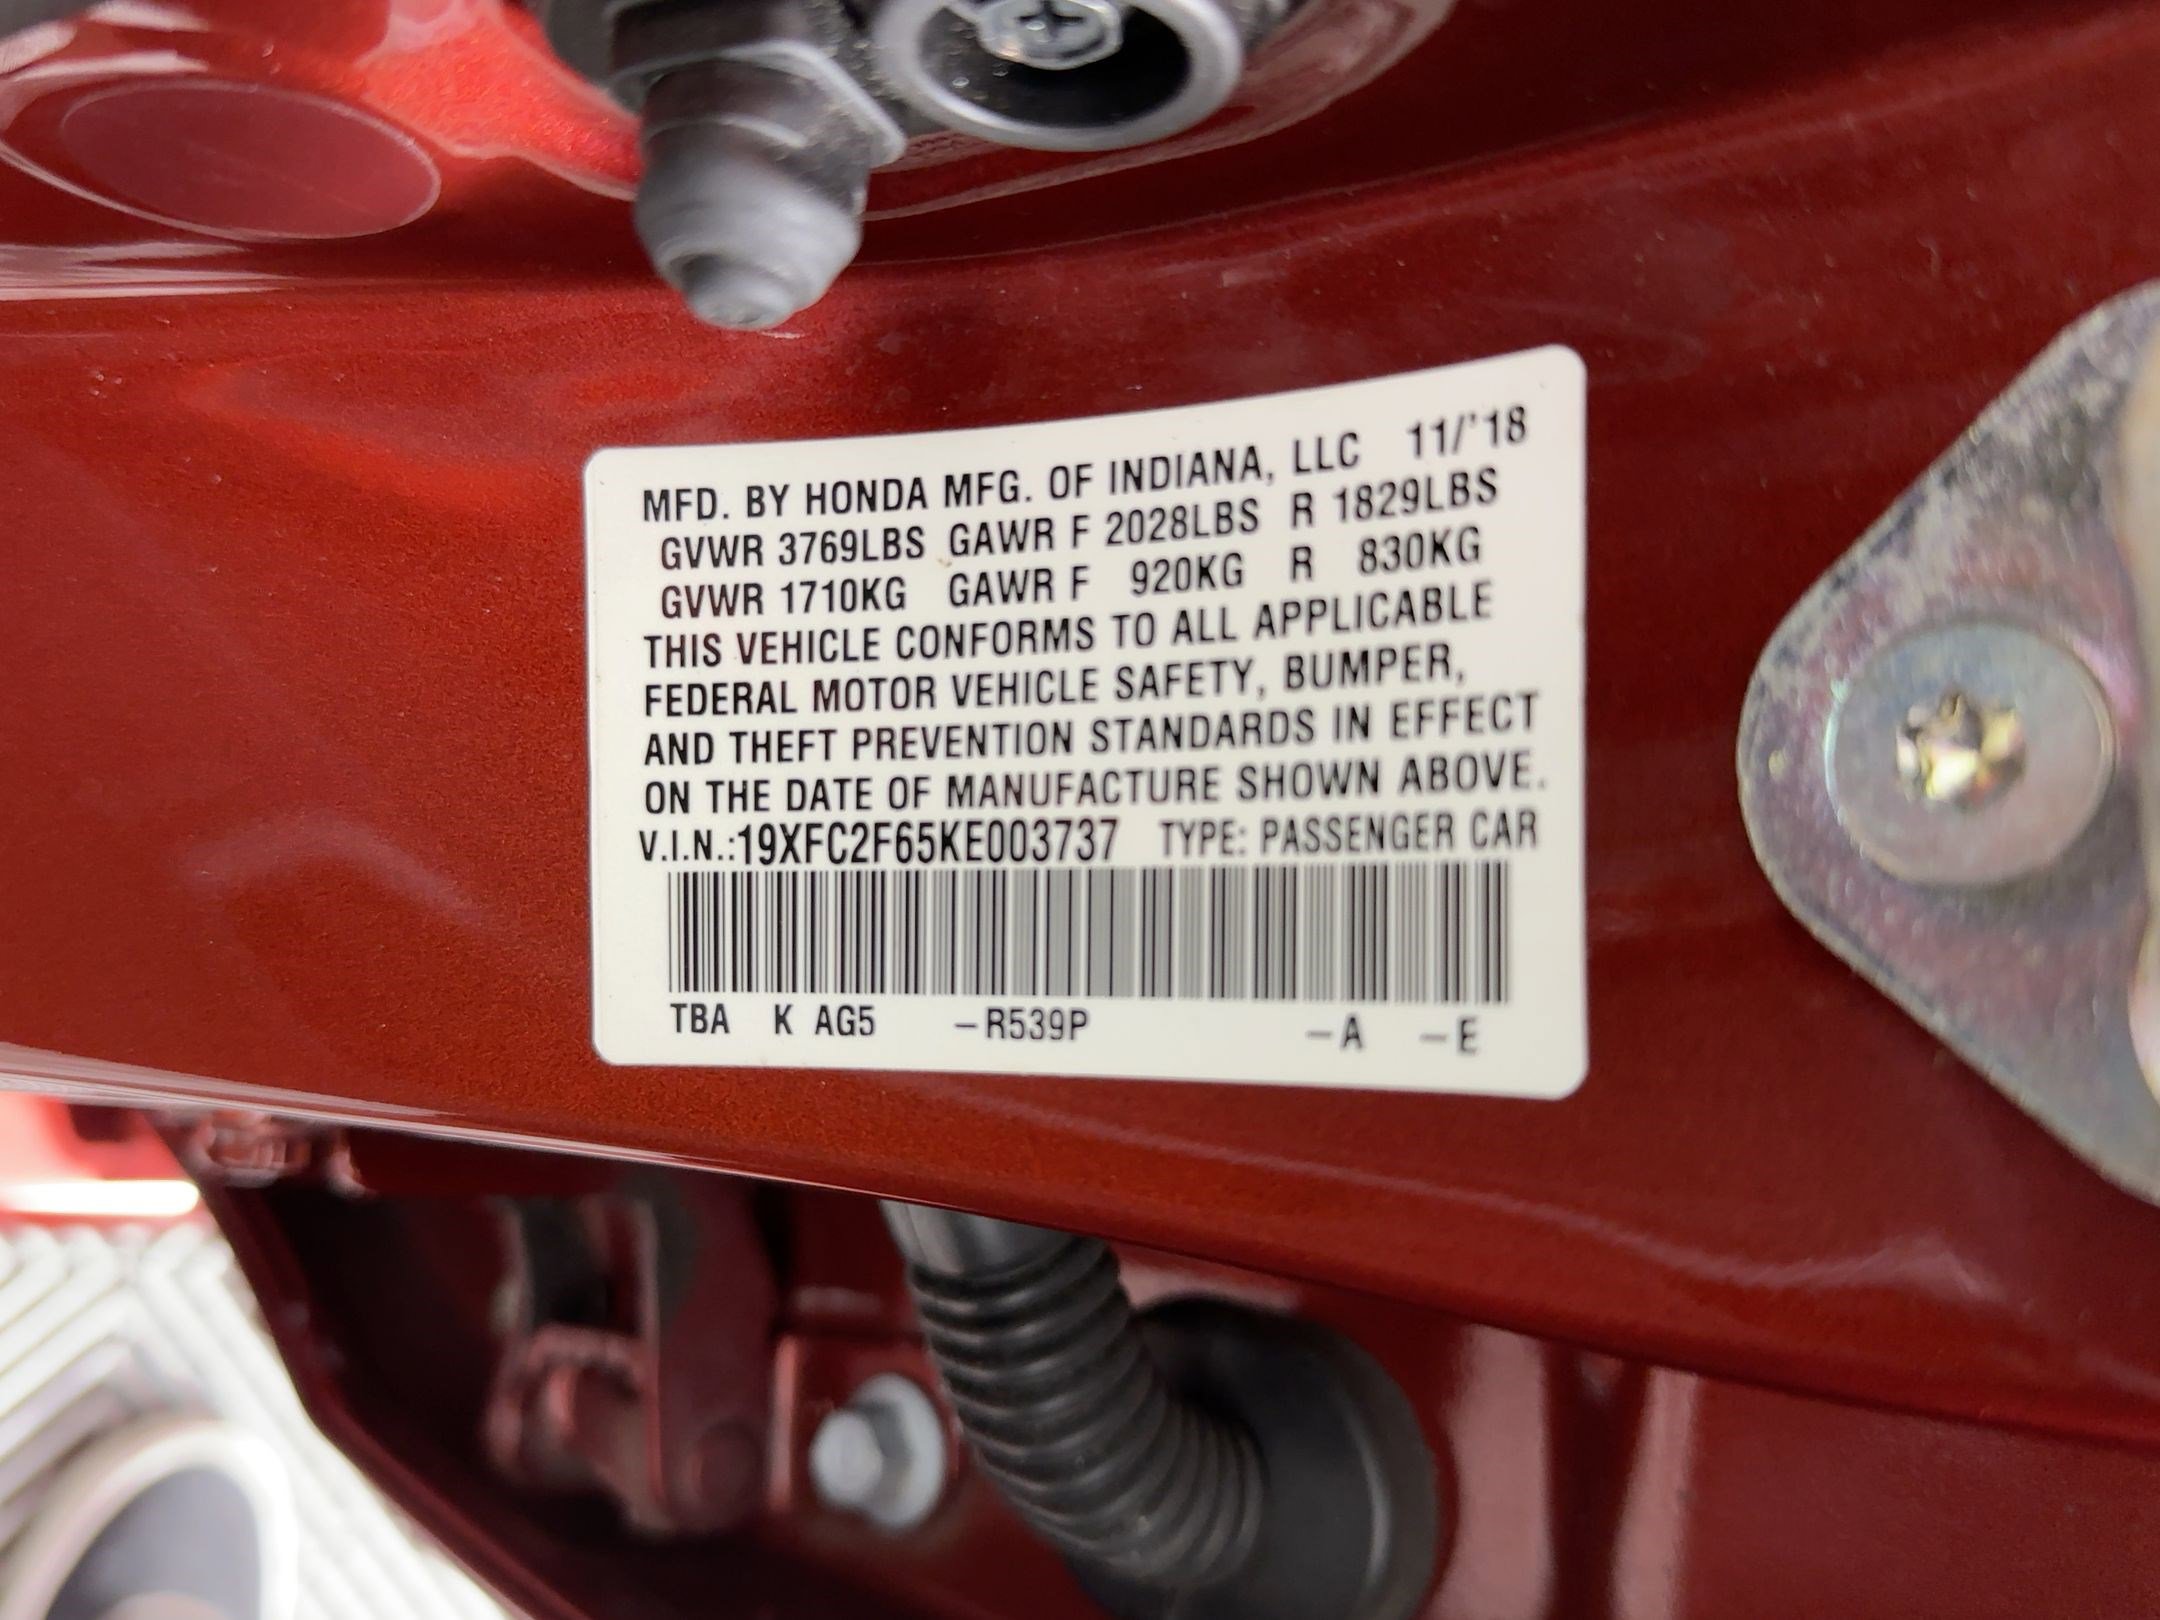 MFD. BY HONDA MFG. OF INDIANA, LLC 11/'18
GVWR 3769LBS GAWR F 2028LBS R 1829LBS
GVWR 1710KG GAWR F 920KG R 830KG
THIS VEHICLE CONFORMS TO ALL APPLICABLE
FEDERAL MOTOR VEHICLE SAFETY, BUMPER,
AND THEFT PREVENTION STANDARDS IN EFFECT
ON THE DATE OF MANUFACTURE SHOWN ABOVE.
V.I.N.:19XFC2F65KE003737 TYPE: PASSENGER CAR
TBA K AG5 –R539P –A –E